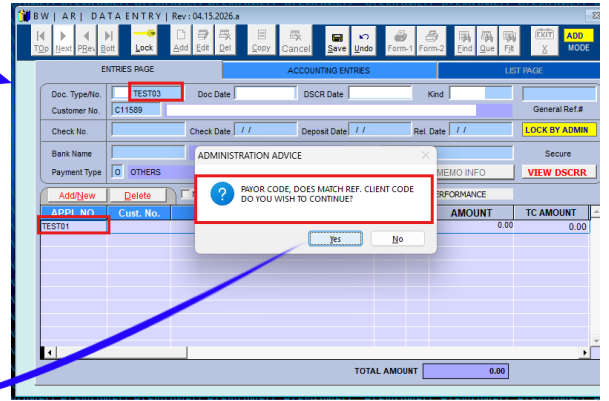 BW | AR | DATA ENTRY | Rev : 04.15.2026.a
TOp Next PRev Bott Lock Add Edit Del Copy Cancel Save Undo Form-1 Form-2 Find Que Fjt EXIT X ADD MODE
ENTRIES PAGE ACCOUNTING ENTRIES LIST PAGE
Doc. Type/No. TEST03 Doc Date DSCR Date Kind
Customer No. C11589 General Ref.#
Check No. Check Date / / Deposit Date / / Rel. Date / / LOCK BY ADMIN
Bank Name Secure
Payment Type O OTHERS MEMO INFO VIEW DSCRR
ADMINISTRATION ADVICE
PAYOR CODE, DOES MATCH REF. CLIENT CODE
DO YOU WISH TO CONTINUE?
Yes No
Add/New Delete
APPL NO Cust. No. AMOUNT TC AMOUNT
TEST01 0.00 0.00
TOTAL AMOUNT 0.00